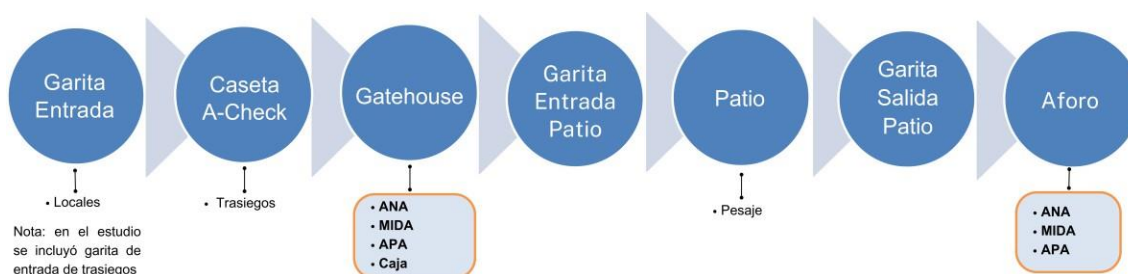 Garita
Entrada
Caseta
A-Check
Gatehouse
Garita
Entrada
Patio
Patio
Garita
Salida
Patio
Aforo
• Locales
Nota: en el estudio
se incluyó garita de
entrada de trasiegos
• Trasiegos
• ANA
• MIDA
• APA
• Caja
• Pesaje
• ANA
• MIDA
• APA